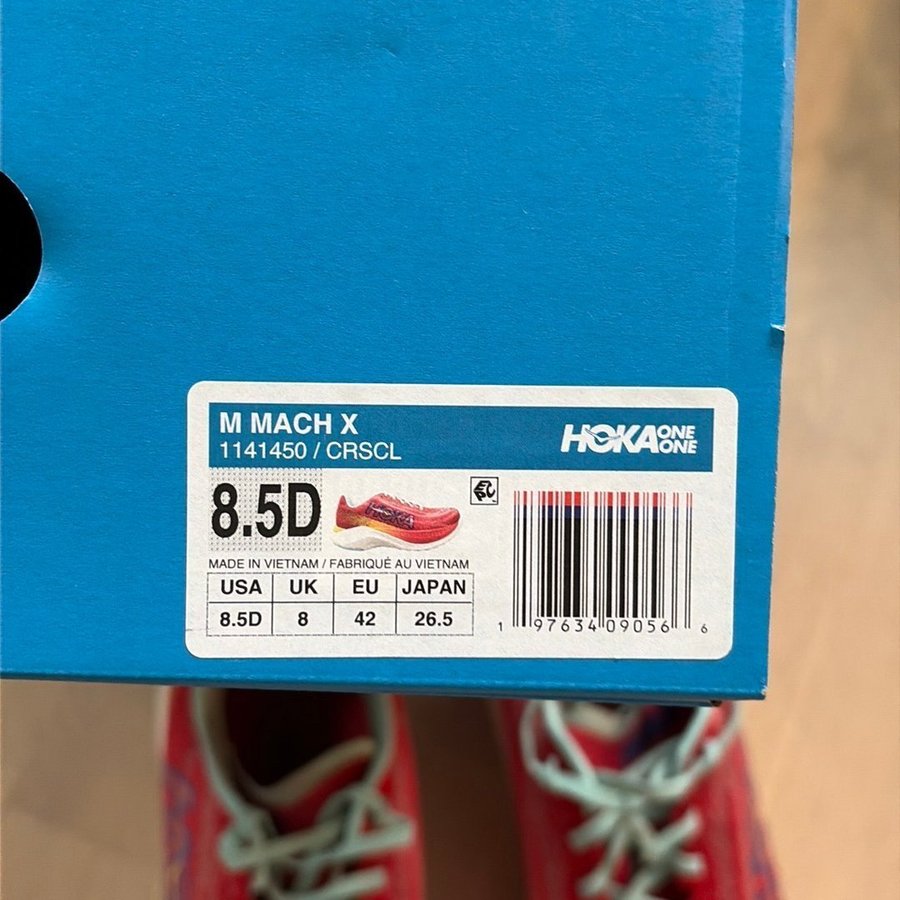 M MACH X
1141450 / CRSCL
HOKA ONE ONE
8.5D
HOKA
MADE IN VIETNAM / FABRIQUÉ AU VIETNAM
USA UK EU JAPAN
8.5D 8 42 26.5
1 97634 09056 6